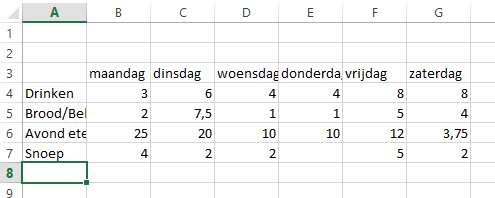 A B C D E F G
1
2
3 maandag dinsdag woensdag donderda vrijdag zaterdag
4 Drinken 3 6 4 4 8 8
5 Brood/Bel 2 7,5 1 1 5 4
6 Avond ete 25 20 10 10 12 3,75
7 Snoep 4 2 2 5 2
8
9